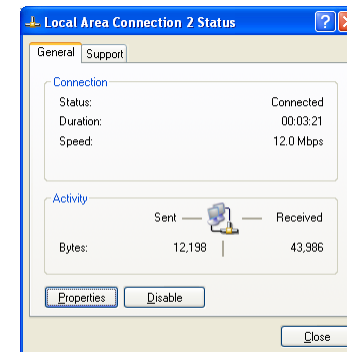 Local Area Connection 2 Status
General Support
Connection
Status: Connected
Duration: 00:03:21
Speed: 12.0 Mbps
Activity
Sent Received
Bytes: 12,198 43,986
Properties Disable
Close